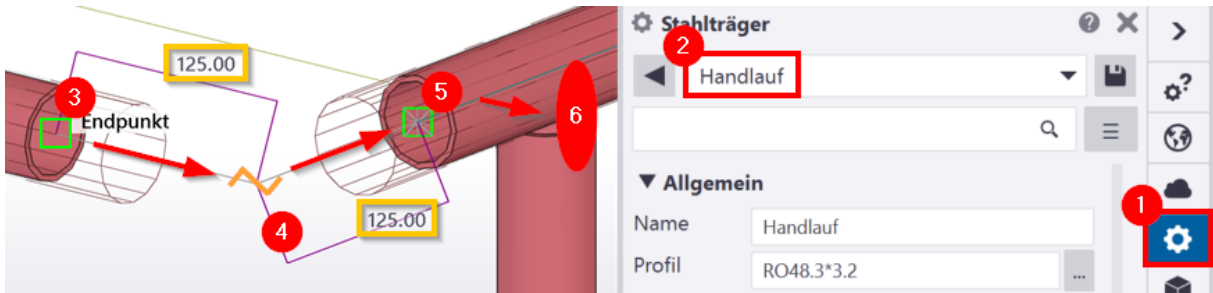 125.00
3
Endpunkt
5
6
4
125.00
Stahlträger
2
Handlauf
Allgemein
Name
Handlauf
Profil
RO48.3*3.2
...
?
1